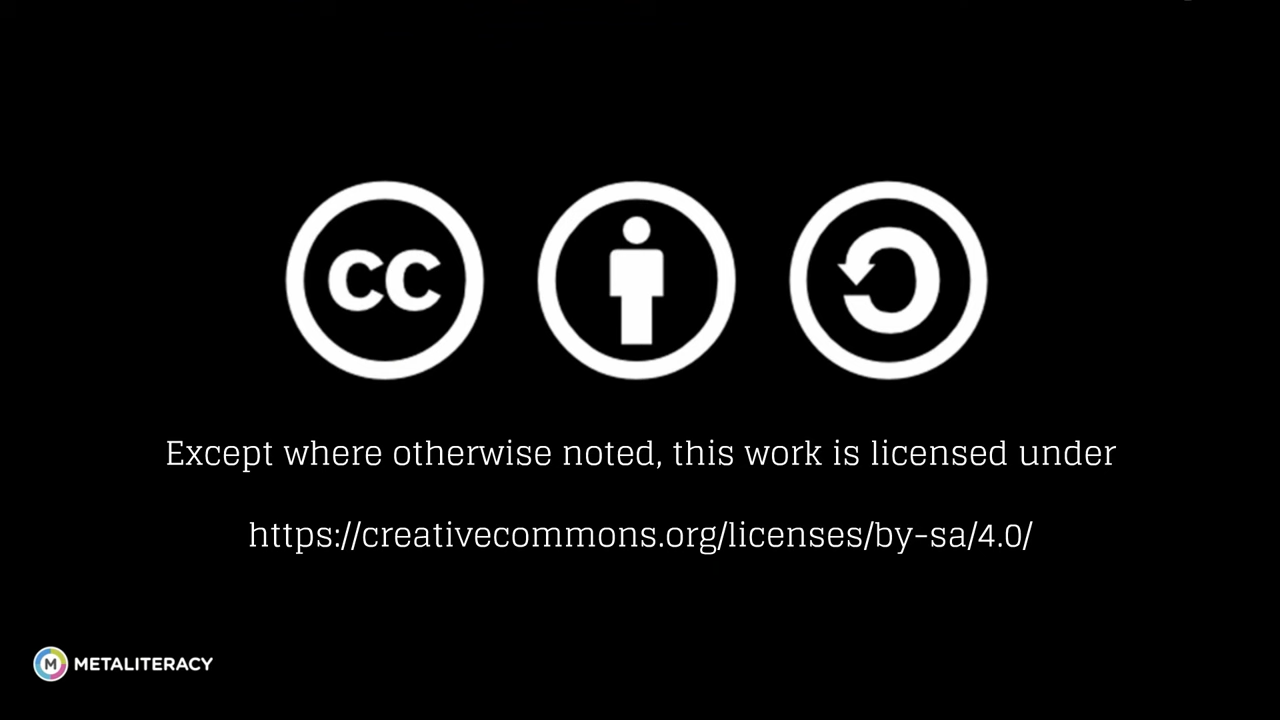 cc
Except where otherwise noted, this work is licensed under
https://creativecommons.org/licenses/by-sa/4.0/
M METALITERACY